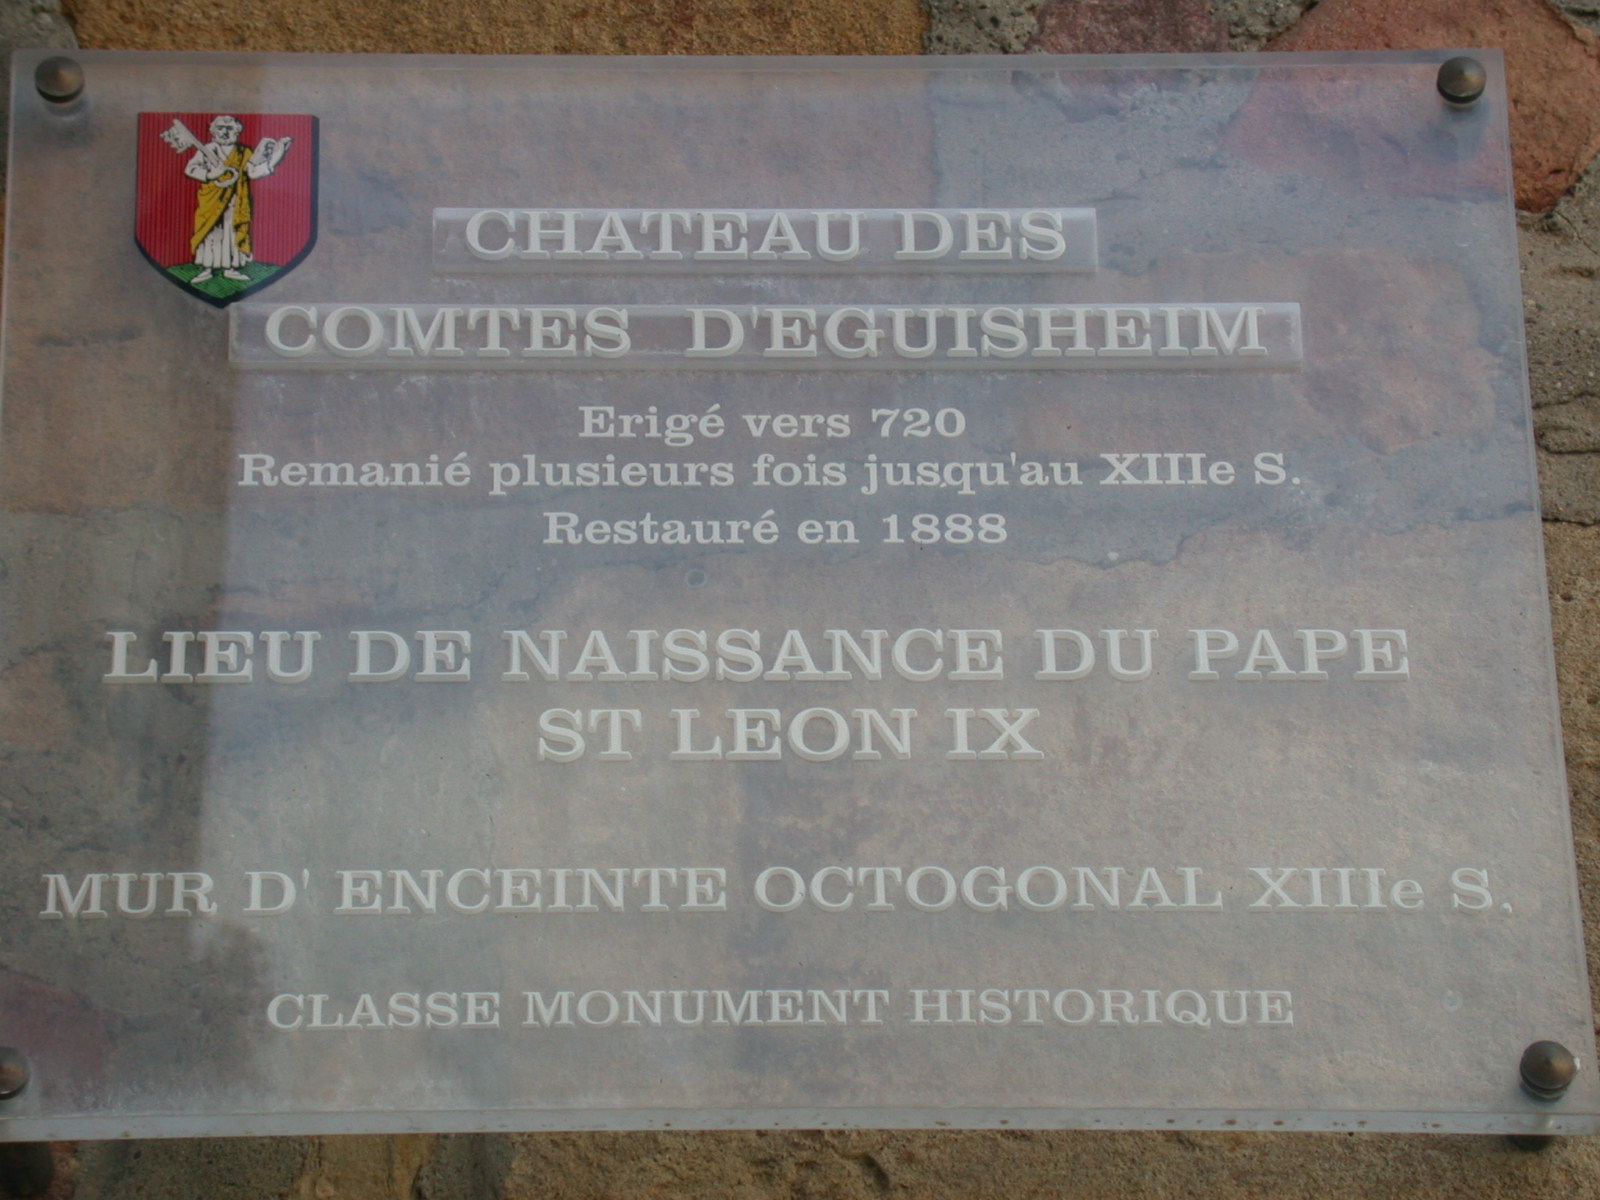 CHATEAU DES
COMTES D'EGUISHEIM
Erigé vers 720
Remanié plusieurs fois jusqu'au XIIIe S.
Restauré en 1888
LIEU DE NAISSANCE DU PAPE
ST LEON IX
MUR D' ENCEINTE OCTOGONAL XIIIe S.
CLASSE MONUMENT HISTORIQUE